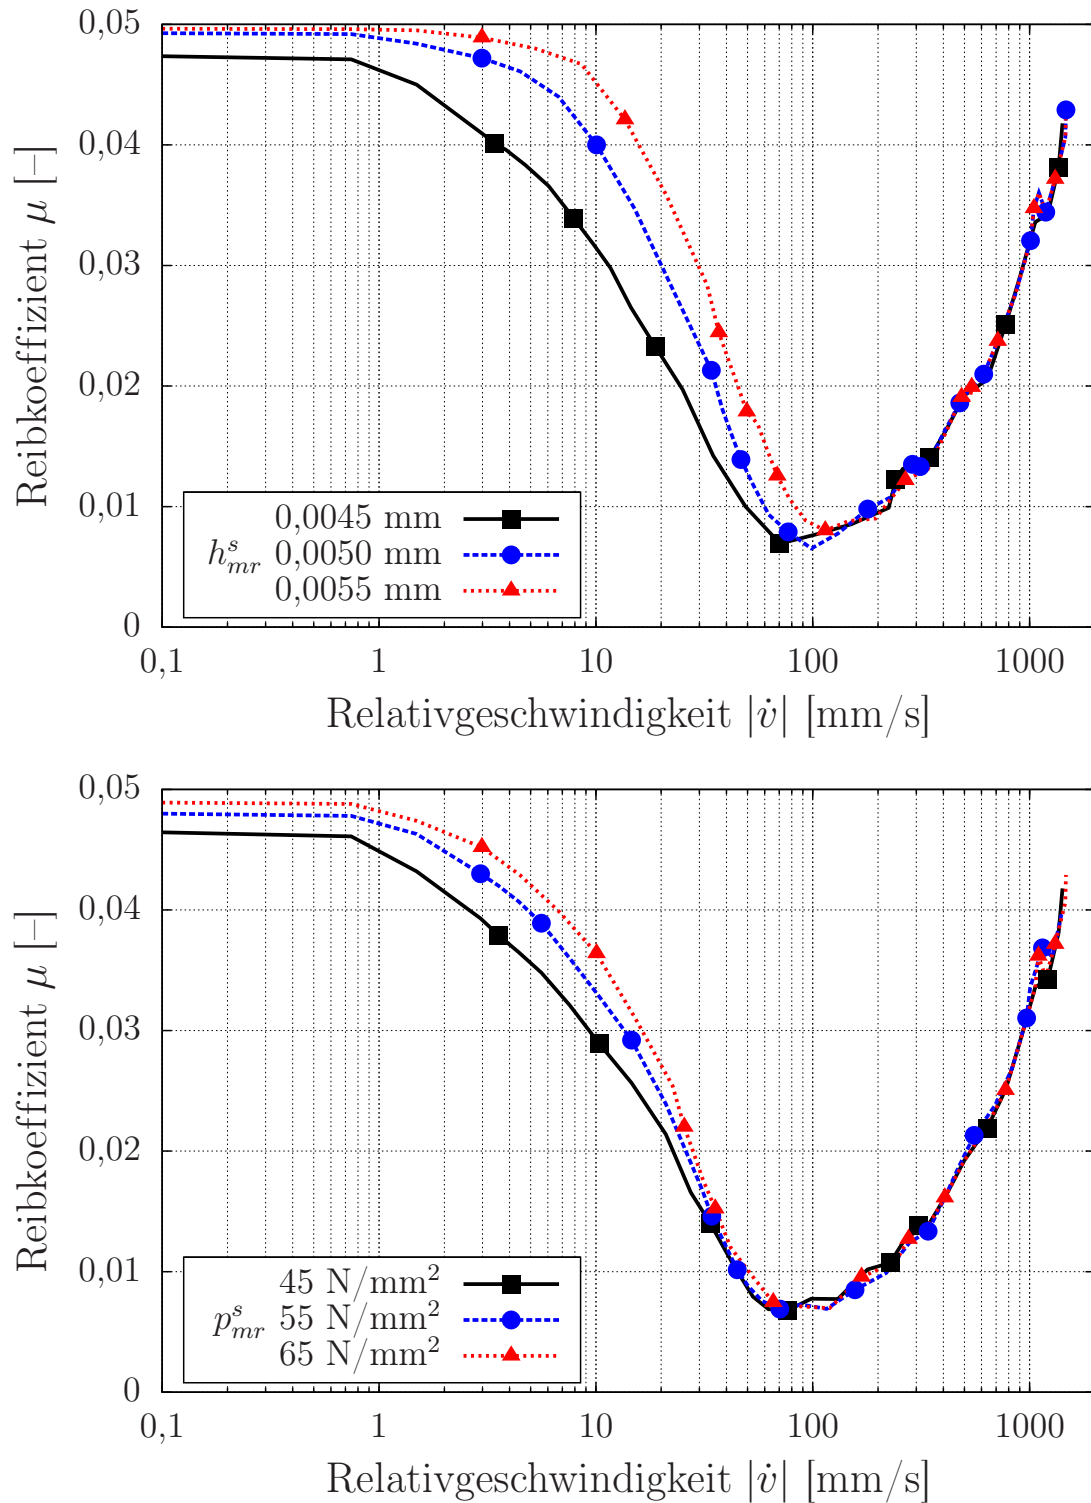 0,05
0,04
0,03
0,02
0,01
0
Reibkoeffizient μ [–]
0,0045 mm
h_mr^s 0,0050 mm
0,0055 mm
0,1 1 10 100 1000
Relativgeschwindigkeit |v̇| [mm/s]
0,05
0,04
0,03
0,02
0,01
0
Reibkoeffizient μ [–]
45 N/mm²
p_mr^s 55 N/mm²
65 N/mm²
0,1 1 10 100 1000
Relativgeschwindigkeit |v̇| [mm/s]